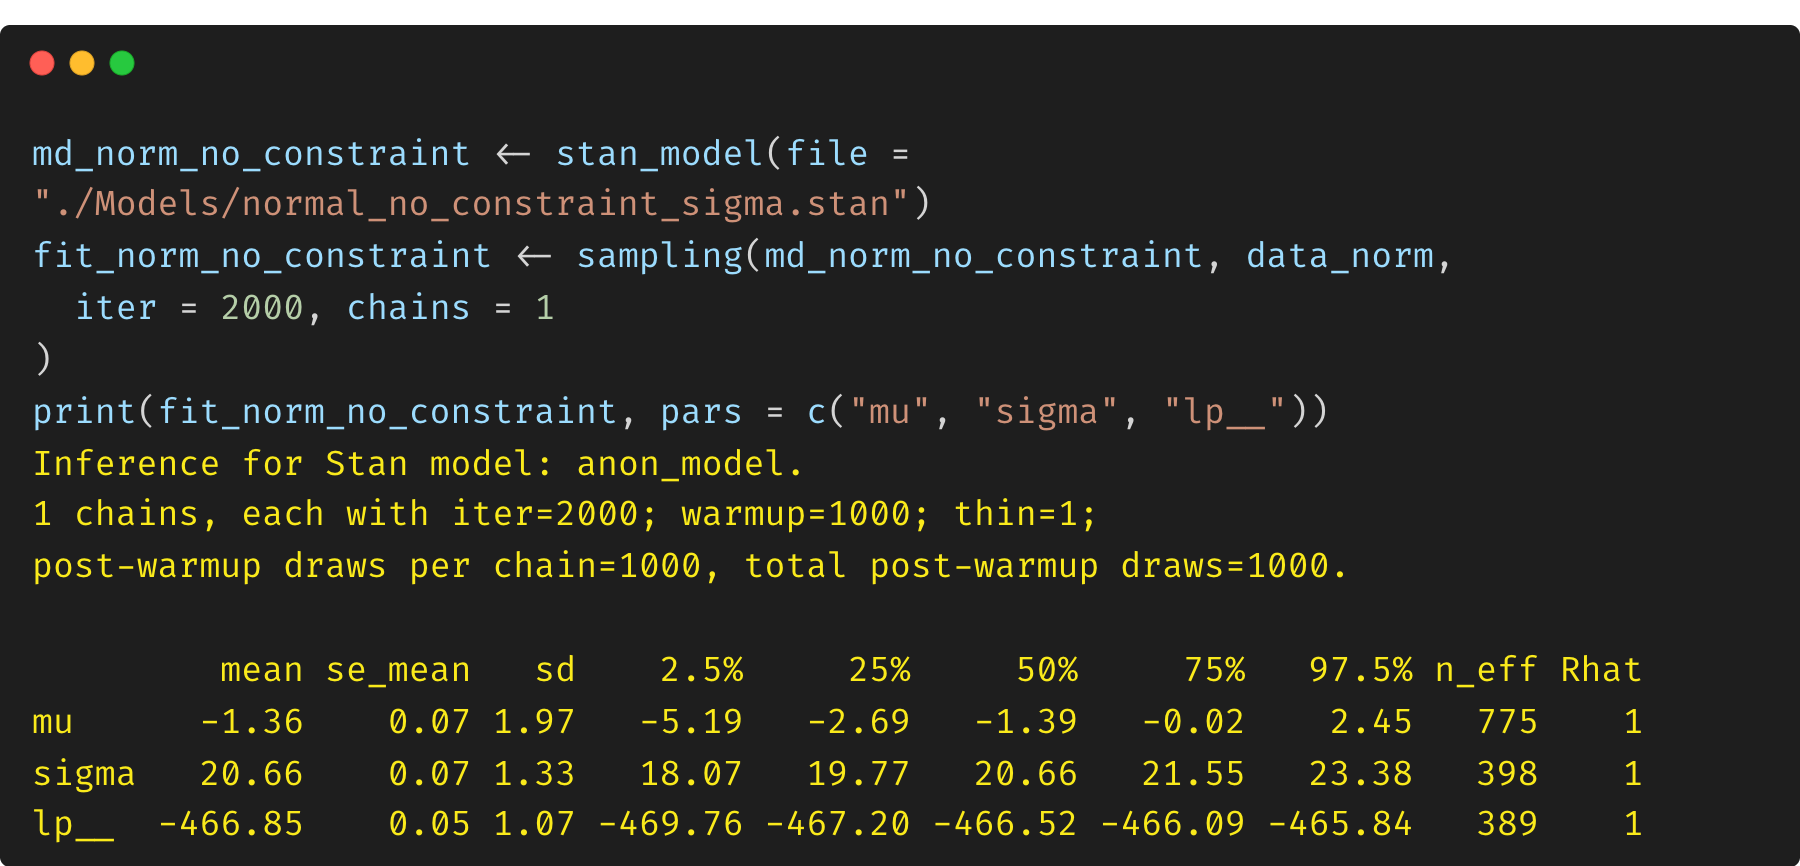 md_norm_no_constraint <- stan_model(file =
"./Models/normal_no_constraint_sigma.stan")
fit_norm_no_constraint <- sampling(md_norm_no_constraint, data_norm,
  iter = 2000, chains = 1
)
print(fit_norm_no_constraint, pars = c("mu", "sigma", "lp__"))
Inference for Stan model: anon_model.
1 chains, each with iter=2000; warmup=1000; thin=1;
post-warmup draws per chain=1000, total post-warmup draws=1000.
mean se_mean sd 2.5% 25% 50% 75% 97.5% n_eff Rhat
mu -1.36 0.07 1.97 -5.19 -2.69 -1.39 -0.02 2.45 775 1
sigma 20.66 0.07 1.33 18.07 19.77 20.66 21.55 23.38 398 1
lp__ -466.85 0.05 1.07 -469.76 -467.20 -466.52 -466.09 -465.84 389 1